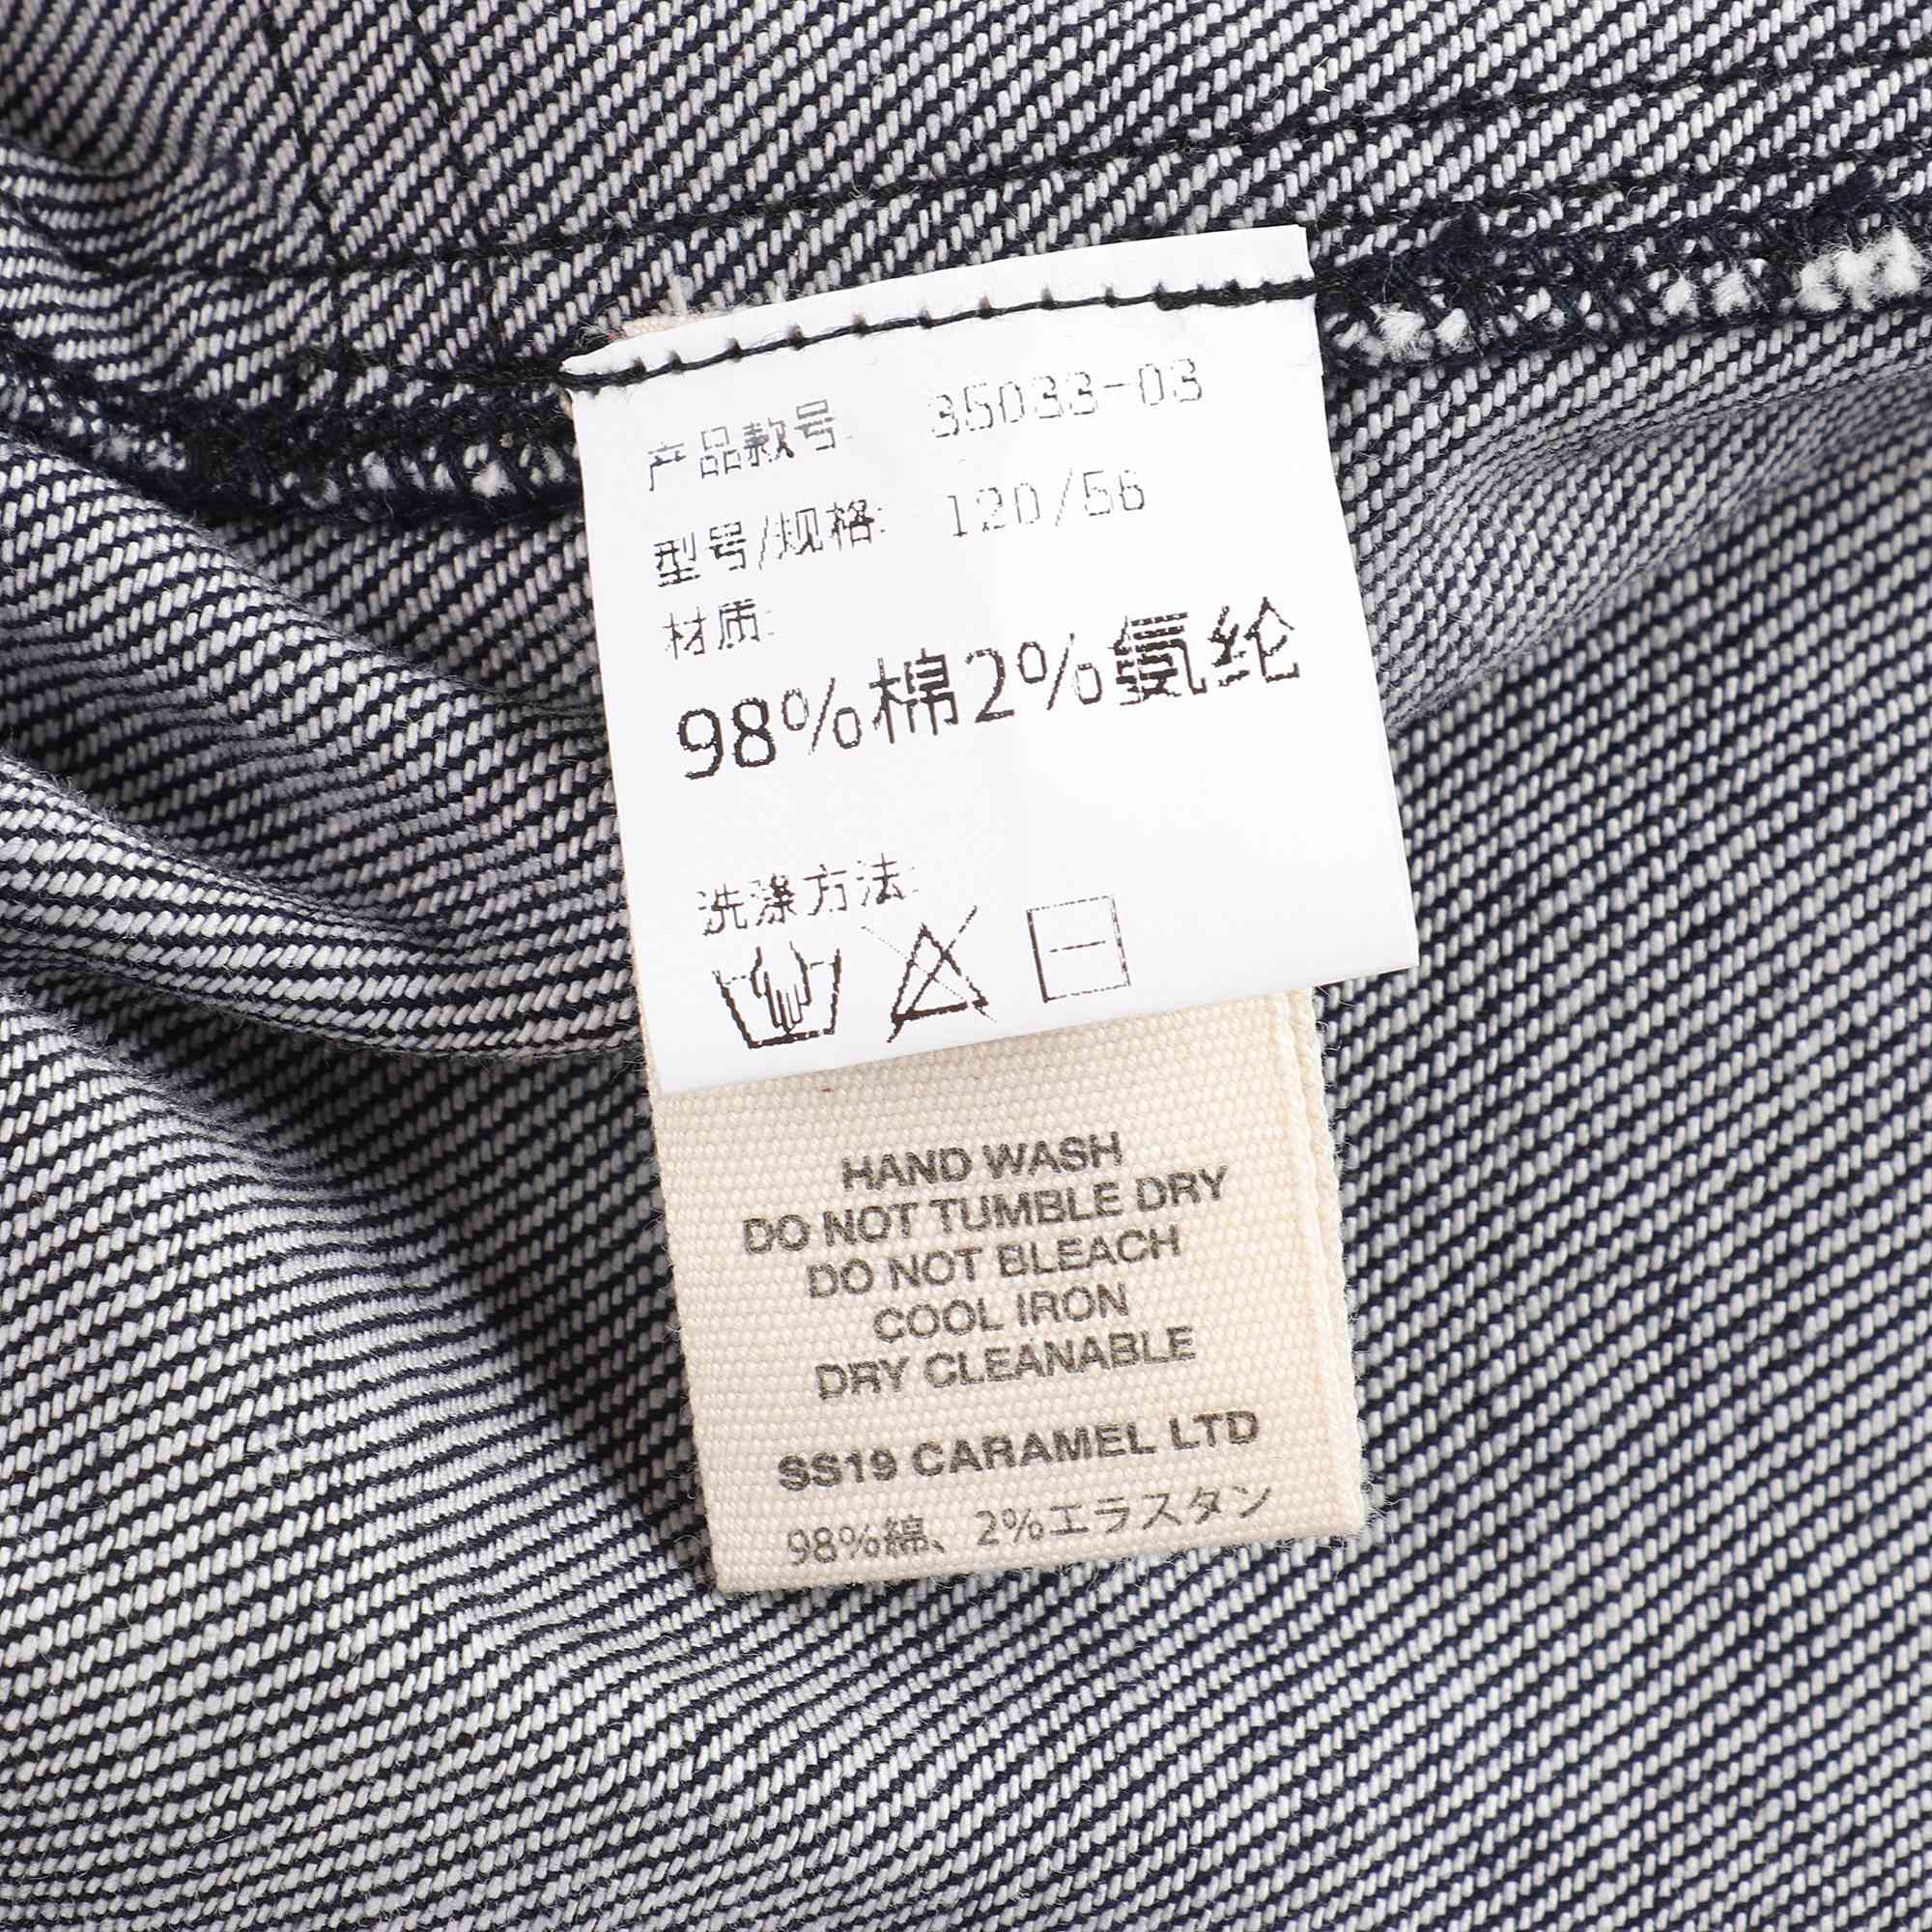 产品款号: 35033-03
型号/规格: 120/56
材质:
98%棉2%氨纶
洗涤方法:
HAND WASH
DO NOT TUMBLE DRY
DO NOT BLEACH
COOL IRON
DRY CLEANABLE
SS19 CARAMEL LTD
98%綿、2%エラスタン